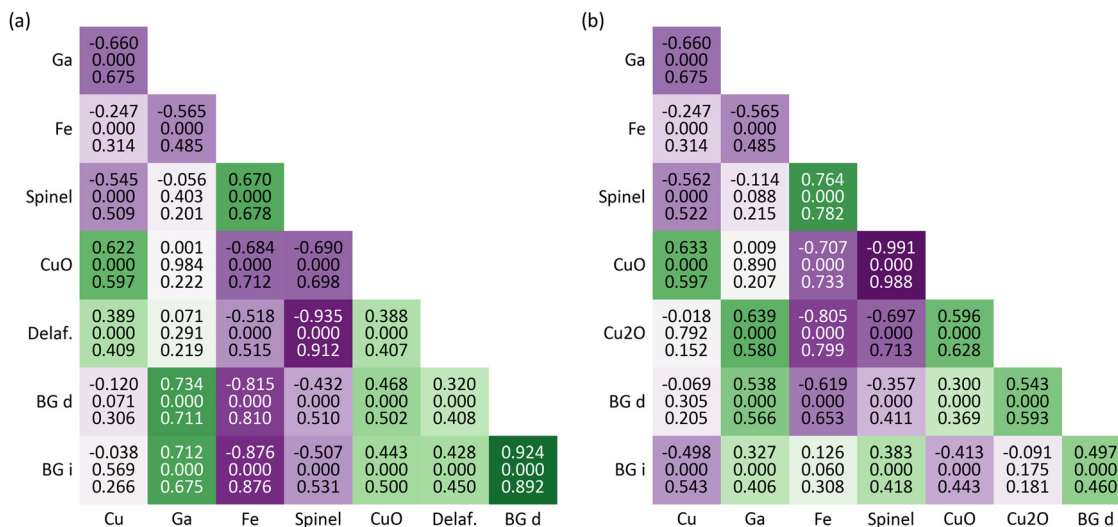 (a)
Ga
-0.660
0.000
0.675
Fe
-0.247 -0.565
0.000 0.000
0.314 0.485
Spinel
-0.545 -0.056 0.670
0.000 0.403 0.000
0.509 0.201 0.678
CuO
0.622 0.001 -0.684 -0.690
0.000 0.984 0.000 0.000
0.597 0.222 0.712 0.698
Delaf.
0.389 0.071 -0.518 -0.935 0.388
0.000 0.291 0.000 0.000 0.000
0.409 0.219 0.515 0.912 0.407
BG d
-0.120 0.734 -0.815 -0.432 0.468 0.320
0.071 0.000 0.000 0.000 0.000 0.000
0.306 0.711 0.810 0.510 0.502 0.408
BG i
-0.038 0.712 -0.876 -0.507 0.443 0.428 0.924
0.569 0.000 0.000 0.000 0.000 0.000 0.000
0.266 0.675 0.876 0.531 0.500 0.450 0.892
Cu Ga Fe Spinel CuO Delaf. BG d
(b)
Ga
-0.660
0.000
0.675
Fe
-0.247 -0.565
0.000 0.000
0.314 0.485
Spinel
-0.562 -0.114 0.764
0.000 0.088 0.000
0.522 0.215 0.782
CuO
0.633 0.009 -0.707 -0.991
0.000 0.890 0.000 0.000
0.597 0.207 0.733 0.988
Cu2O
-0.018 0.639 -0.805 -0.697 0.596
0.792 0.000 0.000 0.000 0.000
0.152 0.580 0.799 0.713 0.628
BG d
-0.069 0.538 -0.619 -0.357 0.300 0.543
0.305 0.000 0.000 0.000 0.000 0.000
0.205 0.566 0.653 0.411 0.369 0.593
BG i
-0.498 0.327 0.126 0.383 -0.413 -0.091 0.497
0.000 0.000 0.060 0.000 0.000 0.175 0.000
0.543 0.406 0.308 0.418 0.443 0.181 0.460
Cu Ga Fe Spinel CuO Cu2O BG d